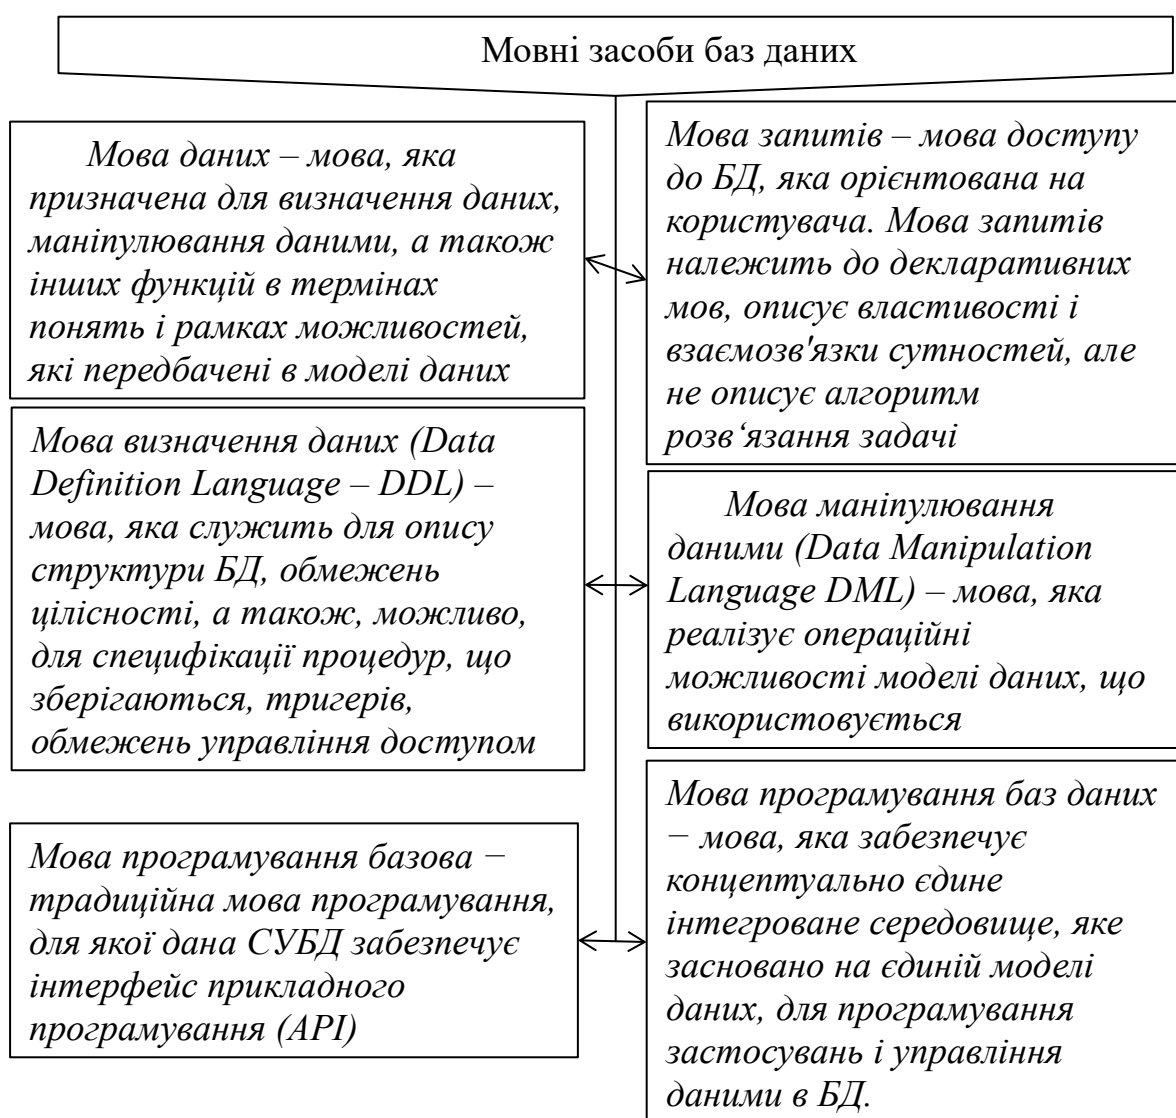 Мовні засоби баз даних
Мова даних – мова, яка
призначена для визначення даних,
маніпулювання даними, а також
інших функцій в термінах
понять і рамках можливостей,
які передбачені в моделі даних
Мова запитів – мова доступу
до БД, яка орієнтована на
користувача. Мова запитів
належить до декларативних
мов, описує властивості і
взаємозв'язки сутностей, але
не описує алгоритм
розв‘язання задачі
Мова визначення даних (Data
Definition Language – DDL) –
мова, яка служить для опису
структури БД, обмежень
цілісності, а також, можливо,
для специфікації процедур, що
зберігаються, тригерів,
обмежень управління доступом
Мова маніпулювання
даними (Data Manipulation
Language DML) – мова, яка
реалізує операційні
можливості моделі даних, що
використовується
Мова програмування базова −
традиційна мова програмування,
для якої дана СУБД забезпечує
інтерфейс прикладного
програмування (API)
Мова програмування баз даних
− мова, яка забезпечує
концептуально єдине
інтегроване середовище, яке
засновано на єдиній моделі
даних, для програмування
застосувань і управління
даними в БД.